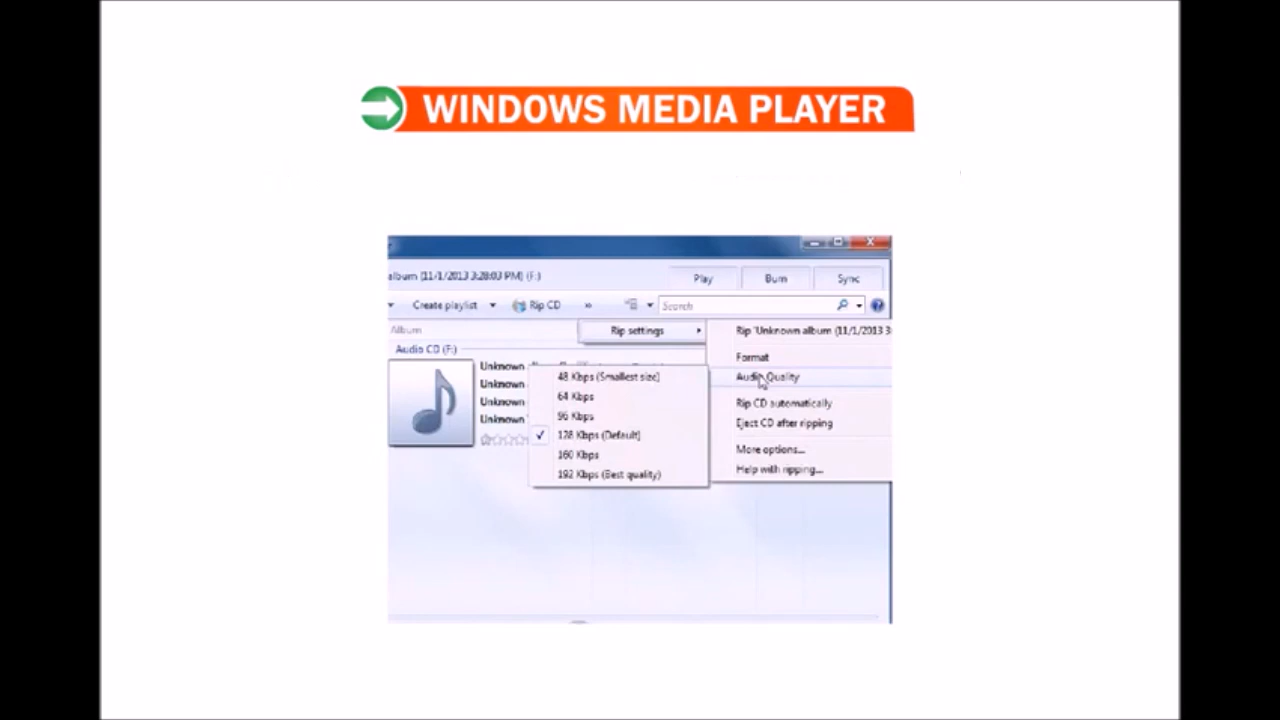 WINDOWS MEDIA PLAYER
album (11/1/2013 3:28:03 PM) (F:)
Play
Burn
Sync
Create playlist
Rip CD
»
Search
Album
Rip settings
Rip 'Unknown album (11/1/2013 3:
Audio CD (F:)
Format
Audio Quality
Rip CD automatically
Eject CD after ripping
More options...
Help with ripping...
Unknown
Unknown
Unknown
Unknown
48 Kbps (Smallest size)
64 Kbps
96 Kbps
128 Kbps (Default)
160 Kbps
192 Kbps (Best quality)